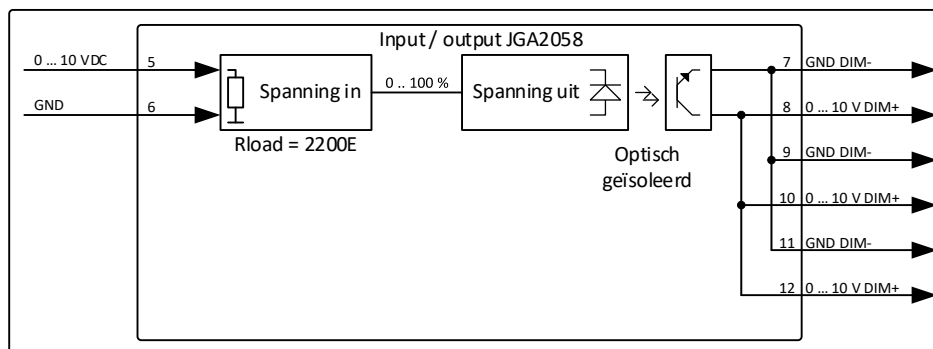 Input / output JGA2058
0 ... 10 VDC 5
GND 6
Spanning in
Rload = 2200E
0 .. 100 %
Spanning uit
Optisch
geïsoleerd
7 GND DIM-
8 0 ... 10 V DIM+
9 GND DIM-
10 0 ... 10 V DIM+
11 GND DIM-
12 0 ... 10 V DIM+